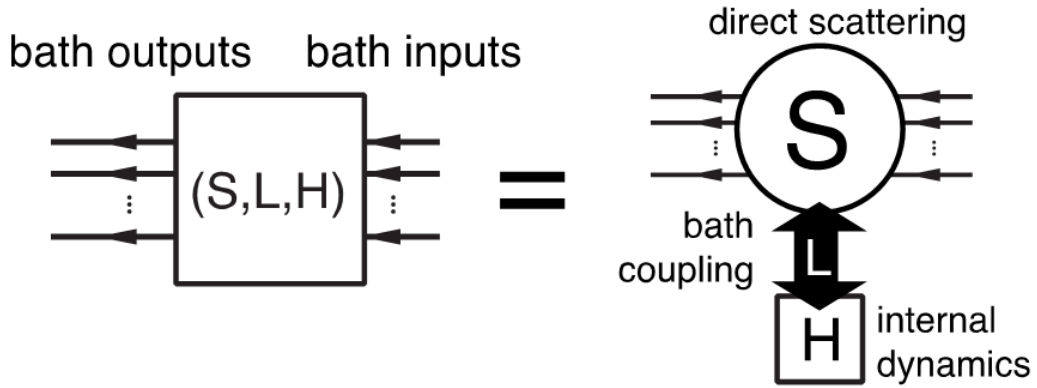 bath outputs
bath inputs
(S,L,H)
=
direct scattering
S
bath
coupling
L
H
internal
dynamics